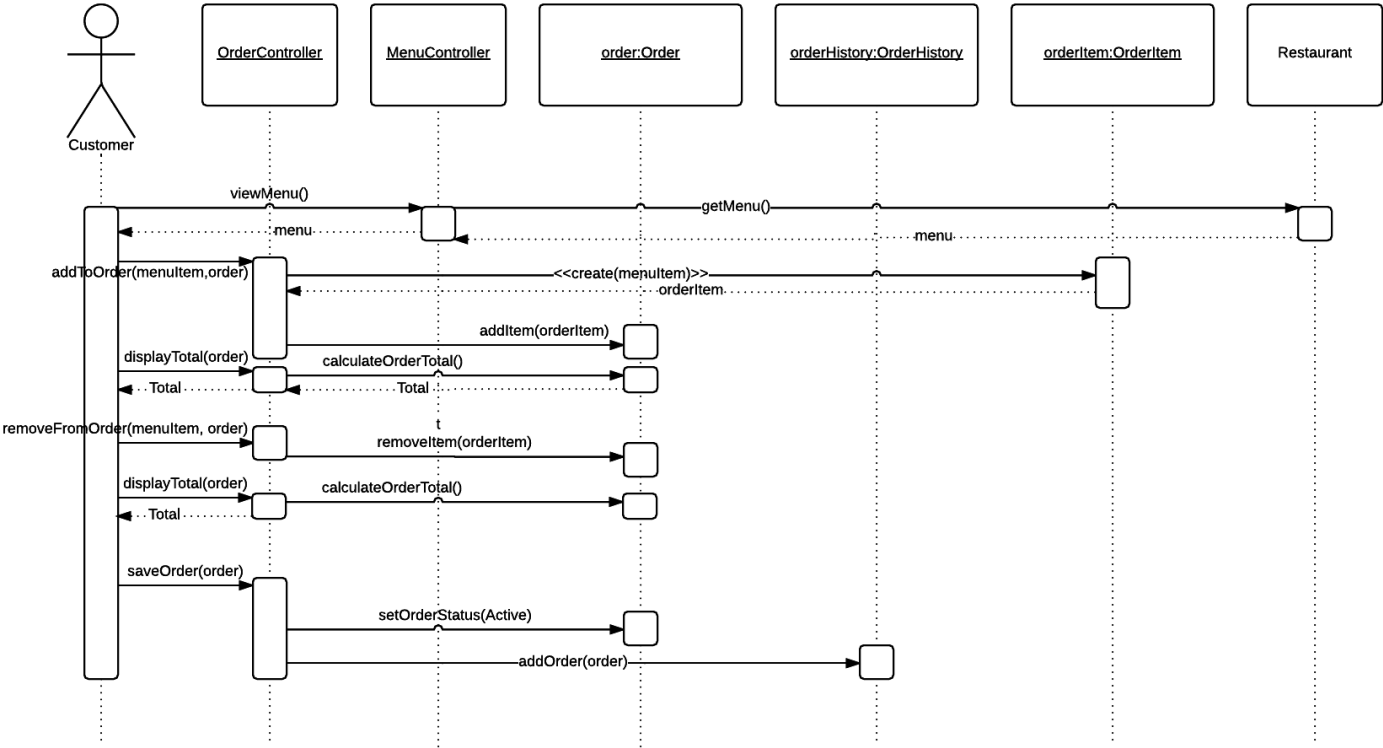 OrderController
MenuController
order:Order
orderHistory:OrderHistory
orderItem:OrderItem
Restaurant
Customer
viewMenu()
getMenu()
menu
menu
addToOrder(menuItem,order)
<<create(menuItem)>>
orderItem
addItem(orderItem)
displayTotal(order)
calculateOrderTotal()
Total
Total
t
removeFromOrder(menuItem, order)
removeItem(orderItem)
displayTotal(order)
calculateOrderTotal()
Total
saveOrder(order)
setOrderStatus(Active)
addOrder(order)